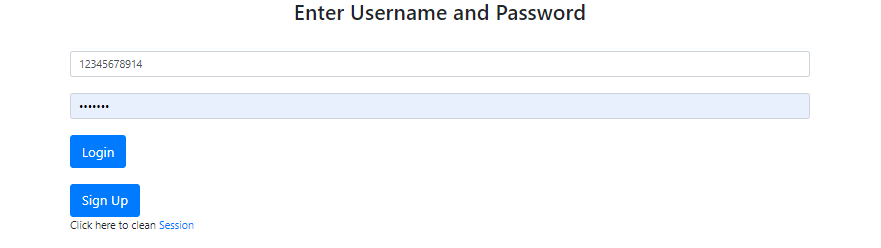 Enter Username and Password
12345678914
•••••••
Login
Sign Up
Click here to clean Session